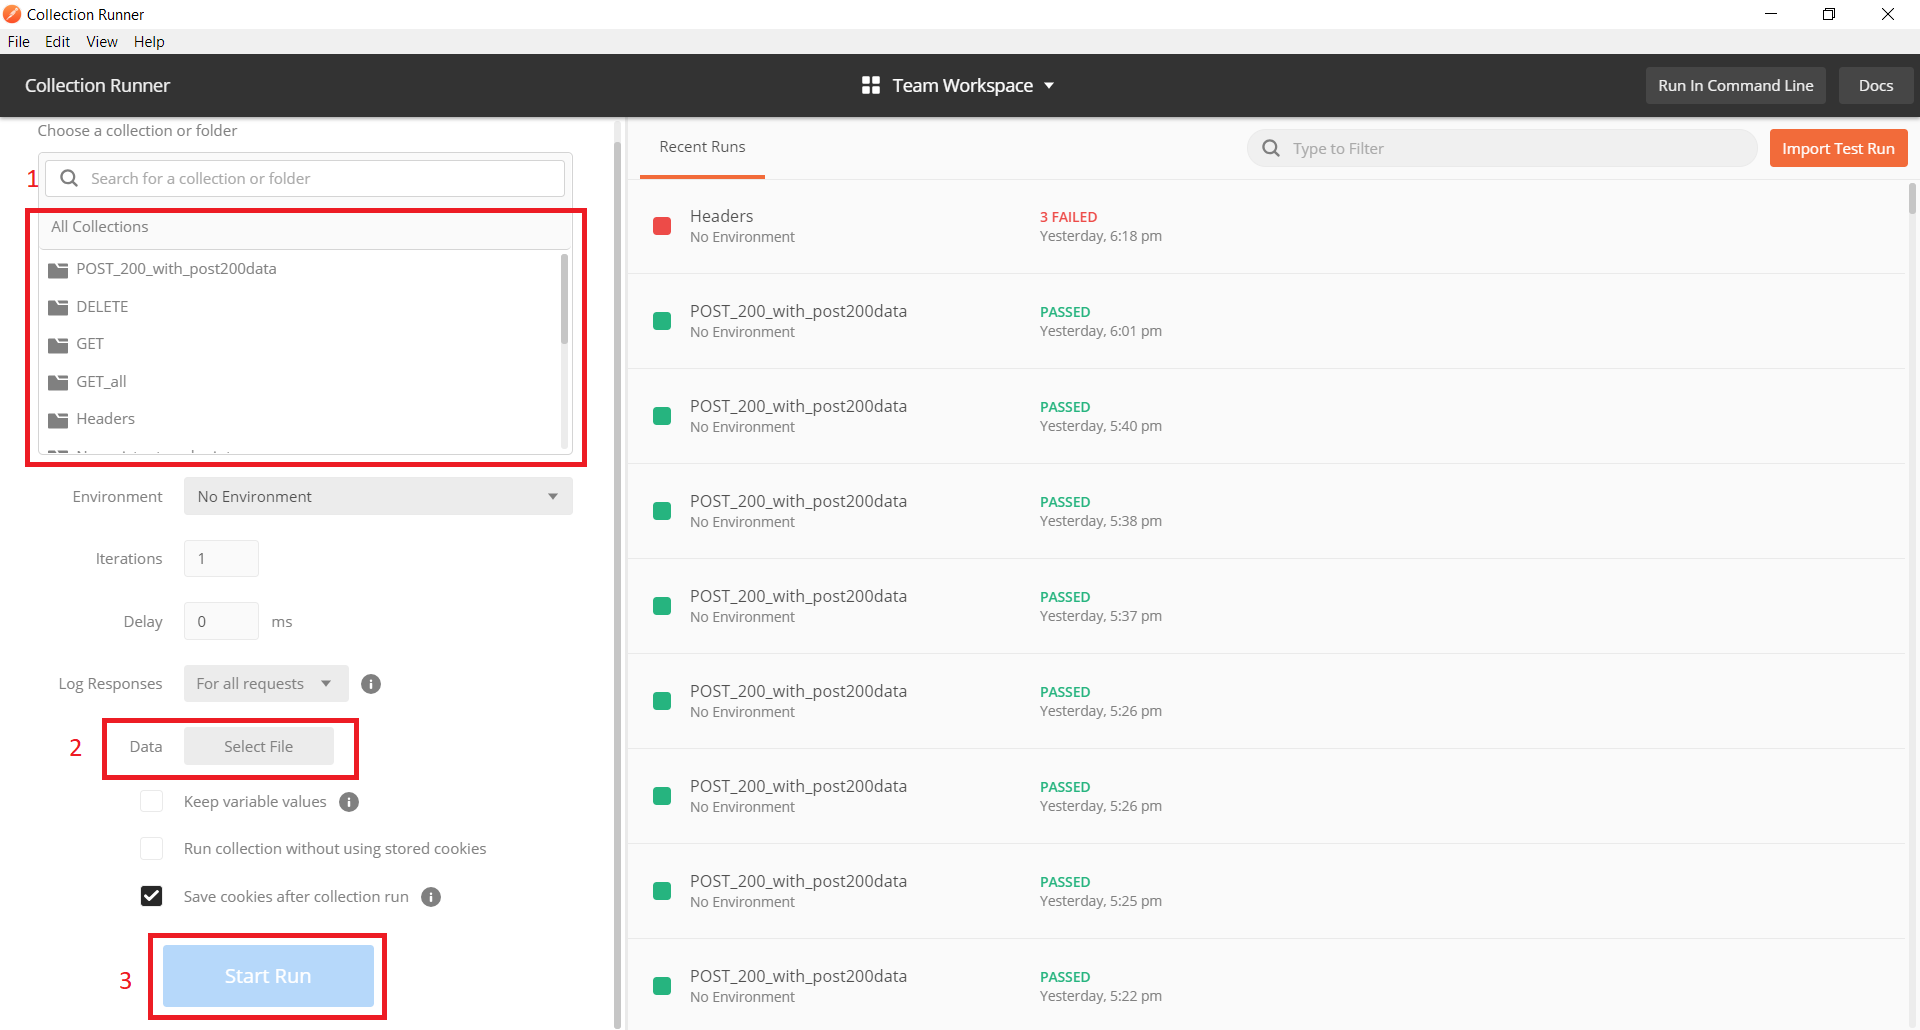 Collection Runner
File Edit View Help
Collection Runner
Team Workspace
Run In Command Line
Docs
Choose a collection or folder
1
Search for a collection or folder
All Collections
POST_200_with_post200data
DELETE
GET
GET_all
Headers
Environment No Environment
Iterations 1
Delay 0 ms
Log Responses For all requests
2 Data Select File
Keep variable values
Run collection without using stored cookies
Save cookies after collection run
3 Start Run
Recent Runs
Type to Filter
Import Test Run
Headers 3 FAILED
No Environment Yesterday, 6:18 pm
POST_200_with_post200data PASSED
No Environment Yesterday, 6:01 pm
POST_200_with_post200data PASSED
No Environment Yesterday, 5:40 pm
POST_200_with_post200data PASSED
No Environment Yesterday, 5:38 pm
POST_200_with_post200data PASSED
No Environment Yesterday, 5:37 pm
POST_200_with_post200data PASSED
No Environment Yesterday, 5:26 pm
POST_200_with_post200data PASSED
No Environment Yesterday, 5:26 pm
POST_200_with_post200data PASSED
No Environment Yesterday, 5:25 pm
POST_200_with_post200data PASSED
No Environment Yesterday, 5:22 pm